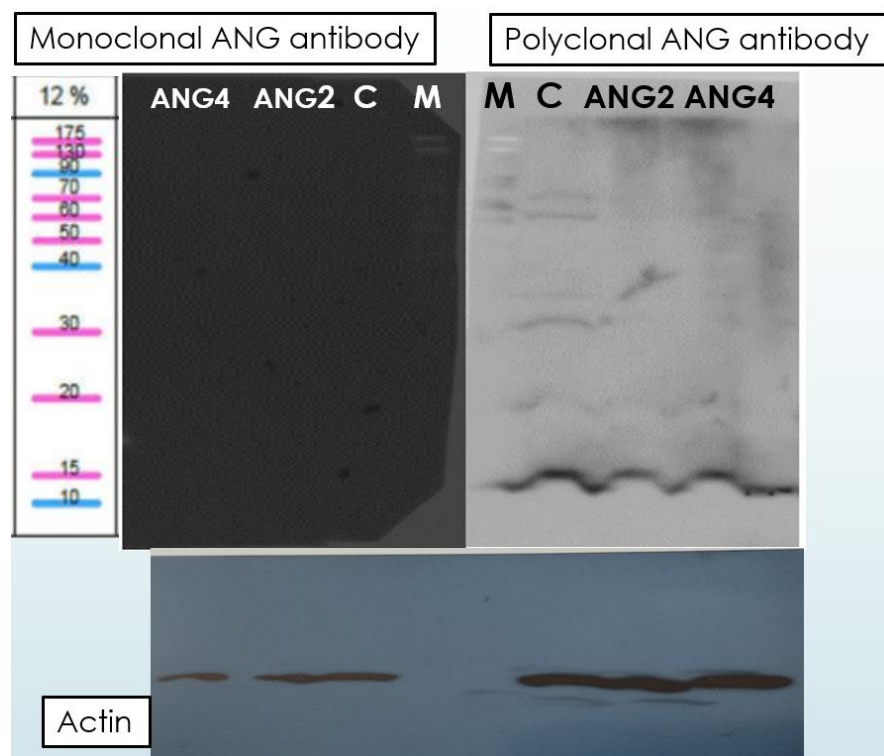 Monoclonal ANG antibody
Polyclonal ANG antibody
12 %
ANG4 ANG2 C M
M C ANG2 ANG4
175
130
90
70
60
50
40
30
20
15
10
Actin